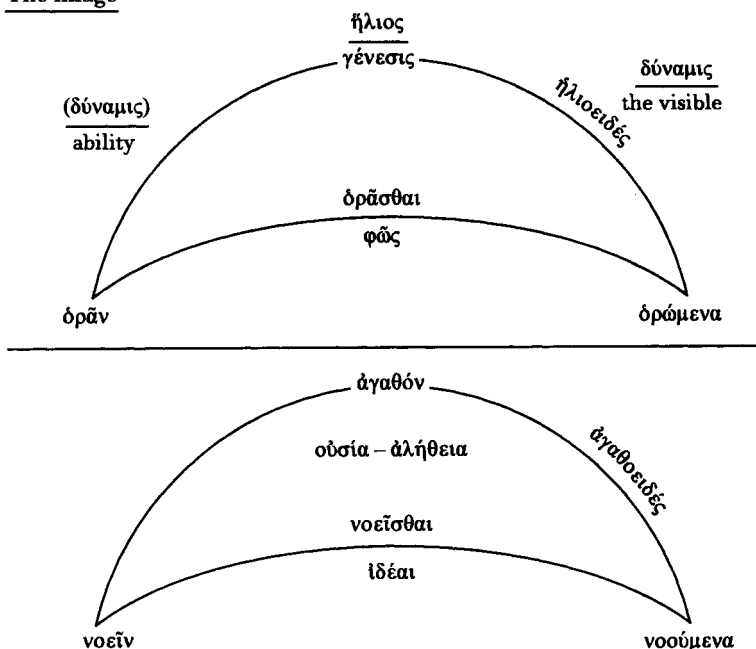 The Image
ἥλιος
γένεσις
(δύναμις)
ability
ἡλιοειδές
δύναμις
the visible
ὁρᾶσθαι
φῶς
ὁρᾶν
ὁρώμενα
ἀγαθόν
οὐσία – ἀλήθεια
ἀγαθοειδές
νοεῖσθαι
ἰδέαι
νοεῖν
νοούμενα